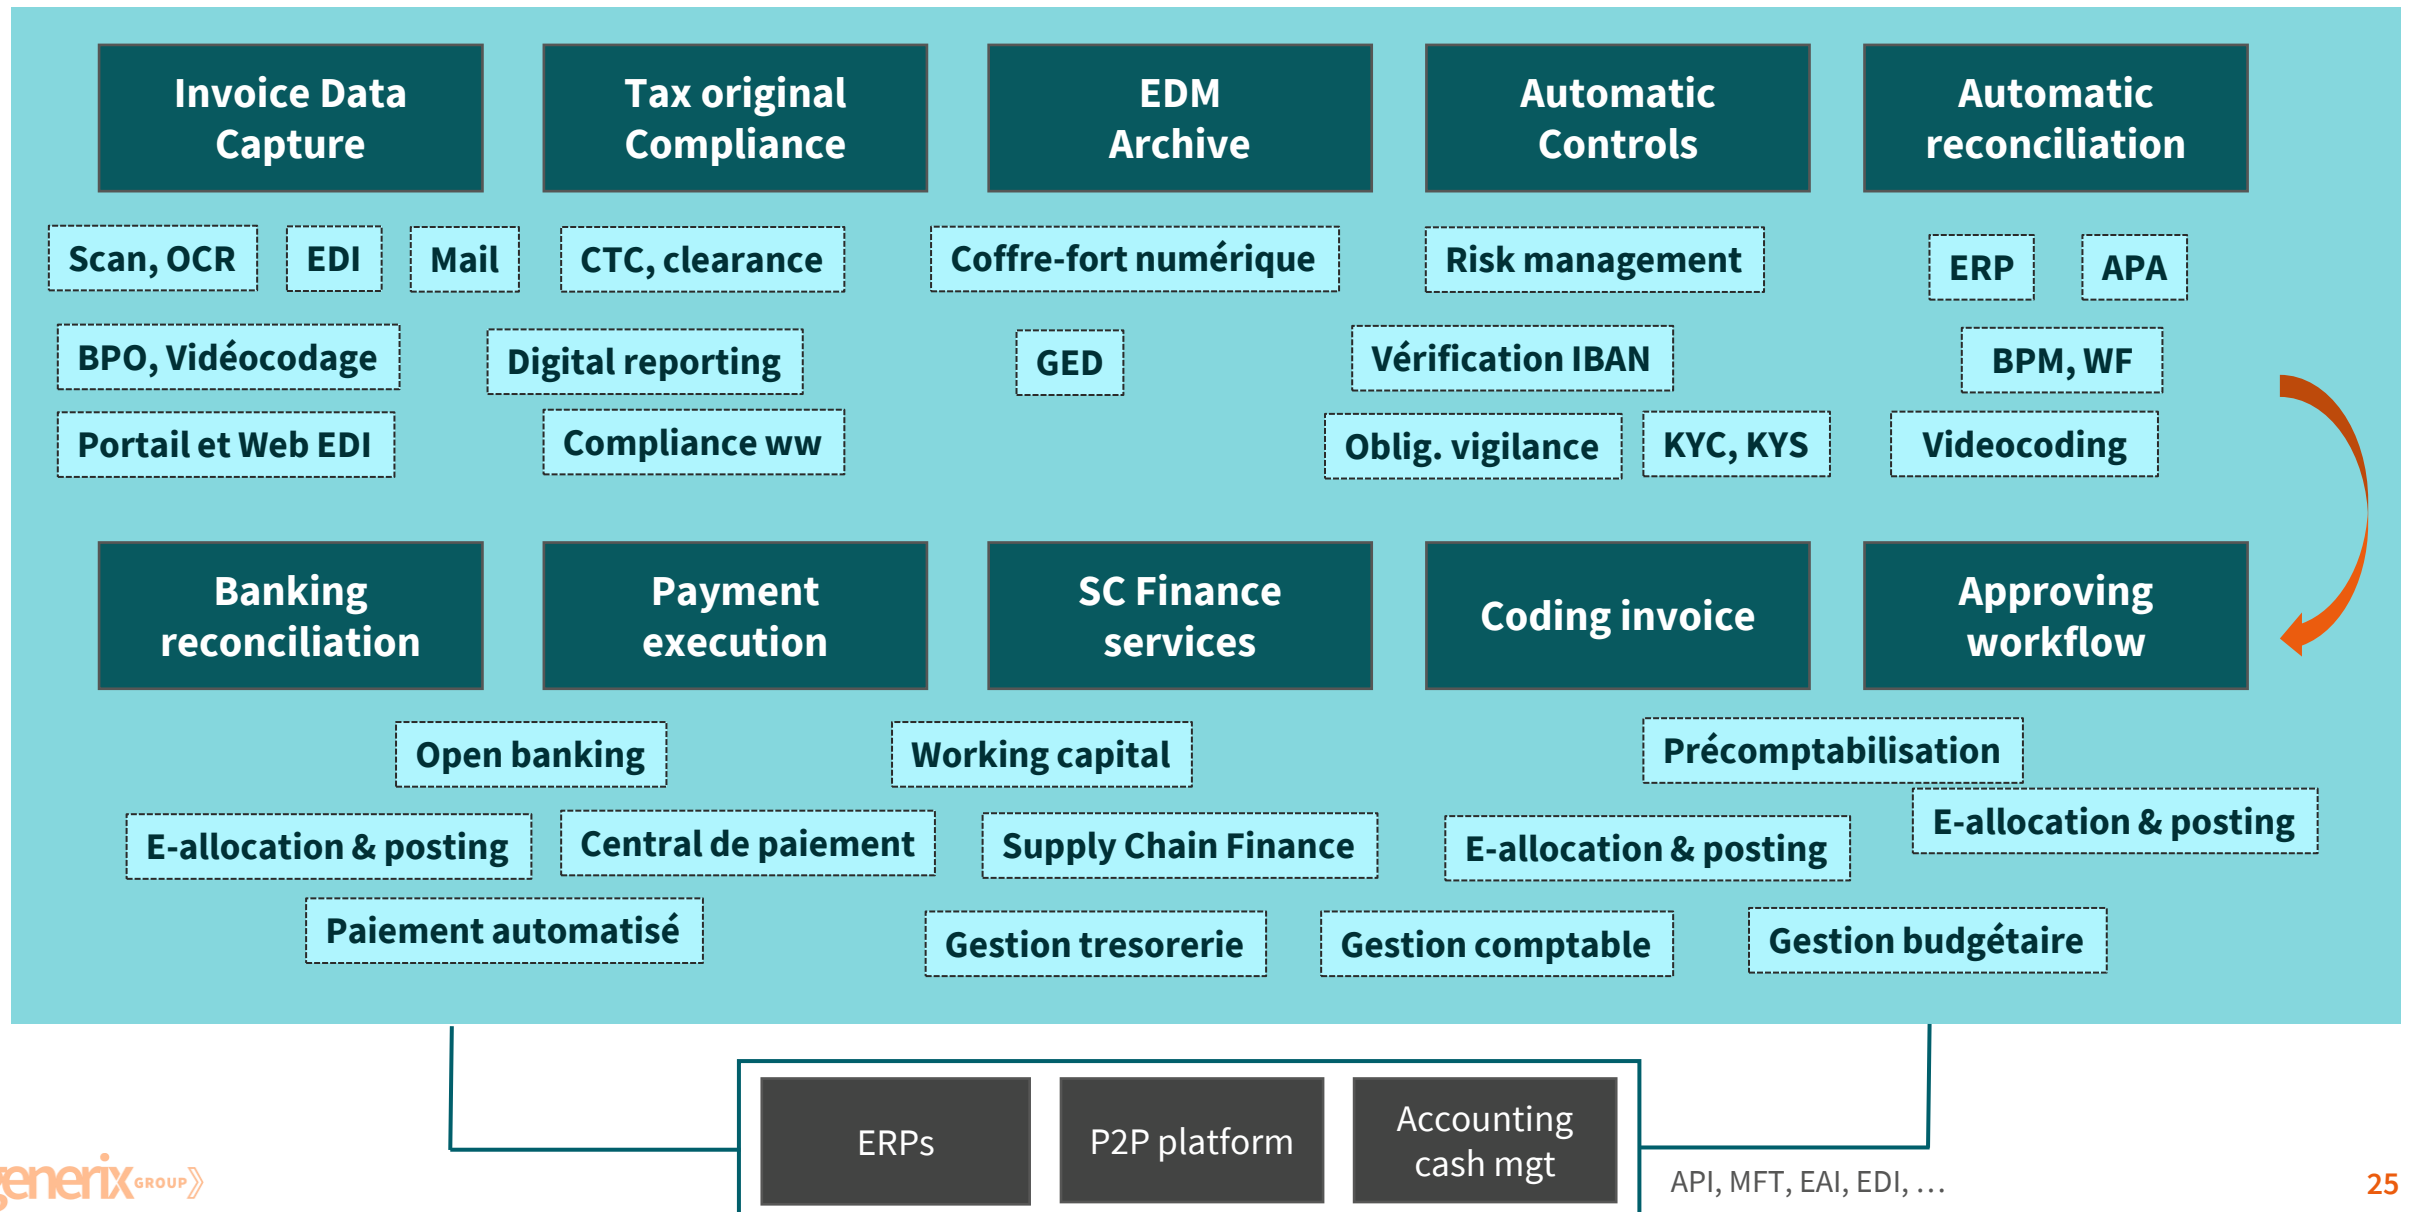 Invoice Data
Capture
Tax original
Compliance
EDM
Archive
Automatic
Controls
Automatic
reconciliation
Scan, OCR
EDI
Mail
CTC, clearance
Coffre-fort numérique
Risk management
ERP
APA
BPO, Vidéocodage
Digital reporting
GED
Vérification IBAN
BPM, WF
Portail et Web EDI
Compliance ww
Oblig. vigilance
KYC, KYS
Videocoding
Banking
reconciliation
Payment
execution
SC Finance
services
Coding invoice
Approving
workflow
Open banking
Working capital
Précomptabilisation
E-allocation & posting
Central de paiement
Supply Chain Finance
E-allocation & posting
E-allocation & posting
Paiement automatisé
Gestion tresorerie
Gestion comptable
Gestion budgétaire
ERPs
P2P platform
Accounting
cash mgt
API, MFT, EAI, EDI, …
generix GROUP
25